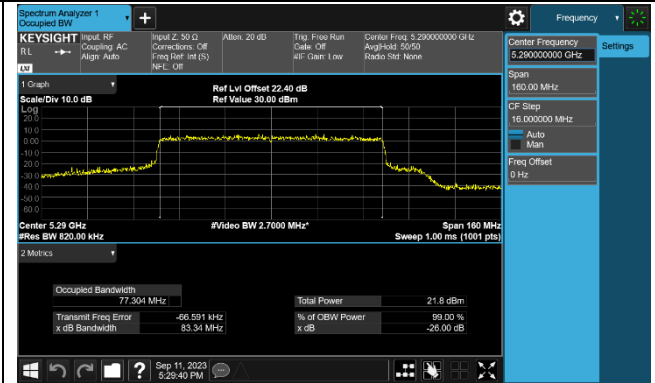 Spectrum Analyzer 1
Occupied BW
Frequency
KEYSIGHT
RL
LXI
Input: RF
Coupling: AC
Align: Auto
Input Z: 50 Ω
Corrections: Off
Freq Ref: Int (S)
NFE: Off
Atten: 20 dB
Trig: Free Run
Gate: Off
#IF Gain: Low
Center Freq: 5.290000000 GHz
Avg|Hold: 50/50
Radio Std: None
Center Frequency
5.290000000 GHz
Settings
Span
160.00 MHz
CF Step
16.000000 MHz
Auto
Man
Freq Offset
0 Hz
1 Graph
Scale/Div 10.0 dB
Ref Lvl Offset 22.40 dB
Ref Value 30.00 dBm
Log
20.0
10.0
0.00
-10.0
-20.0
-30.0
-40.0
-50.0
-60.0
Center 5.29 GHz
#Video BW 2.7000 MHz*
Span 160 MHz
#Res BW 820.00 kHz
Sweep 1.00 ms (1001 pts)
2 Metrics
Occupied Bandwidth
77.304 MHz
Total Power 21.8 dBm
Transmit Freq Error -66.591 kHz
% of OBW Power 99.00 %
x dB Bandwidth 83.34 MHz
x dB -26.00 dB
?
Sep 11, 2023
5:29:40 PM